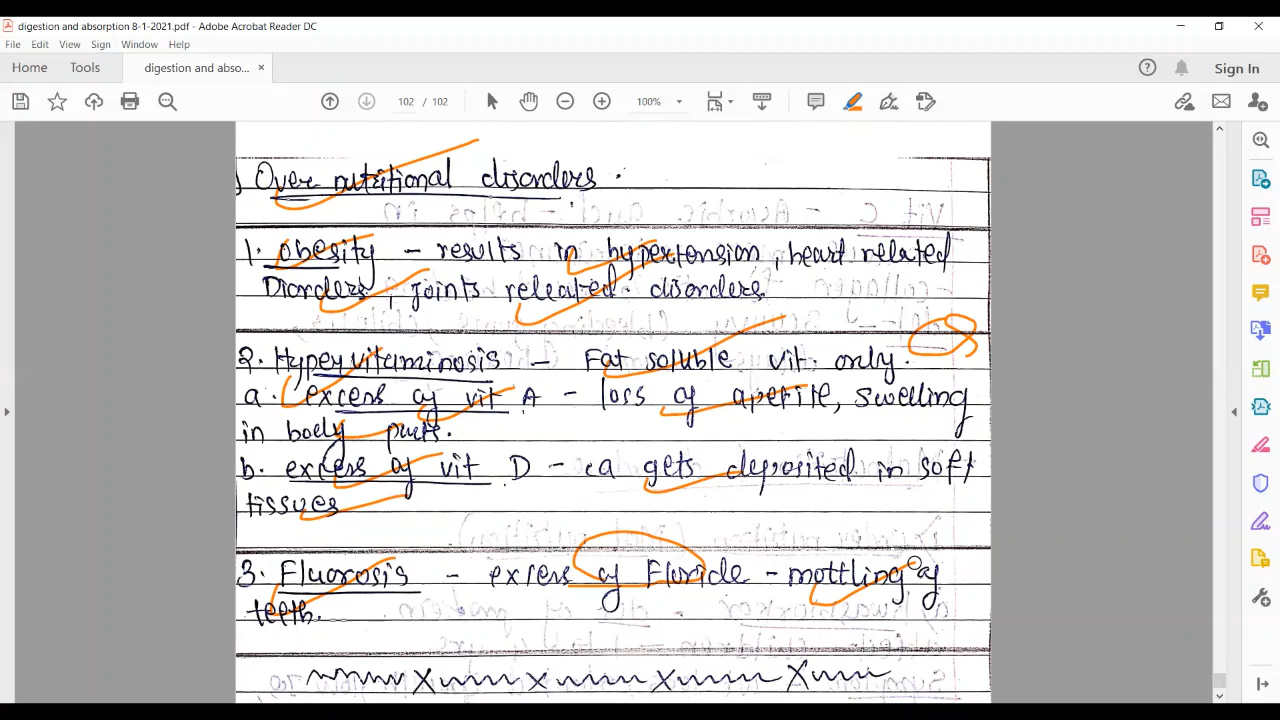 digestion and absorption 8-1-2021.pdf - Adobe Acrobat Reader DC
File Edit View Sign Window Help
Home Tools digestion and abso... × Sign In
102 / 102 100%
) Over nutritional disorders.
1. obesity - results in hypextension, heart related
Diorders, joints releated. disorders.
2. Hypervitaminosis - Fat soluble vit. only.
a. excess of vit A - loss of apetite, swelling
in body parts.
b. excess of vit D - ca gets deposited in soft
tissues
3. Fluorosis - excess of Floride - mottling of
teeth.